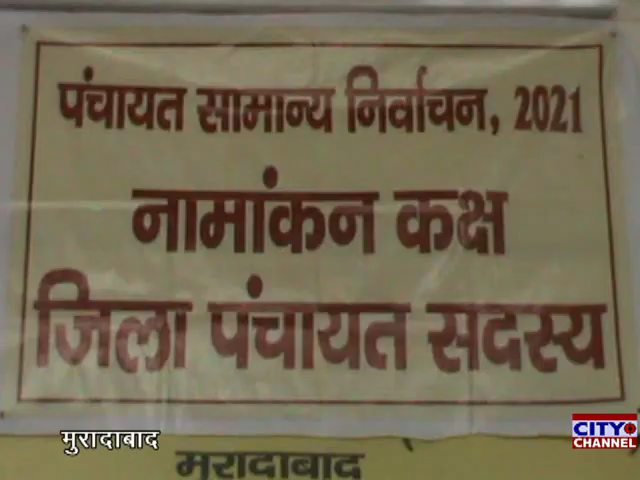 पंचायत सामान्य निर्वाचन, 2021
नामांकन कक्ष
जिला पंचायत सदस्य
मुरादाबाद
CITY
CHANNEL
मुरादाबाद